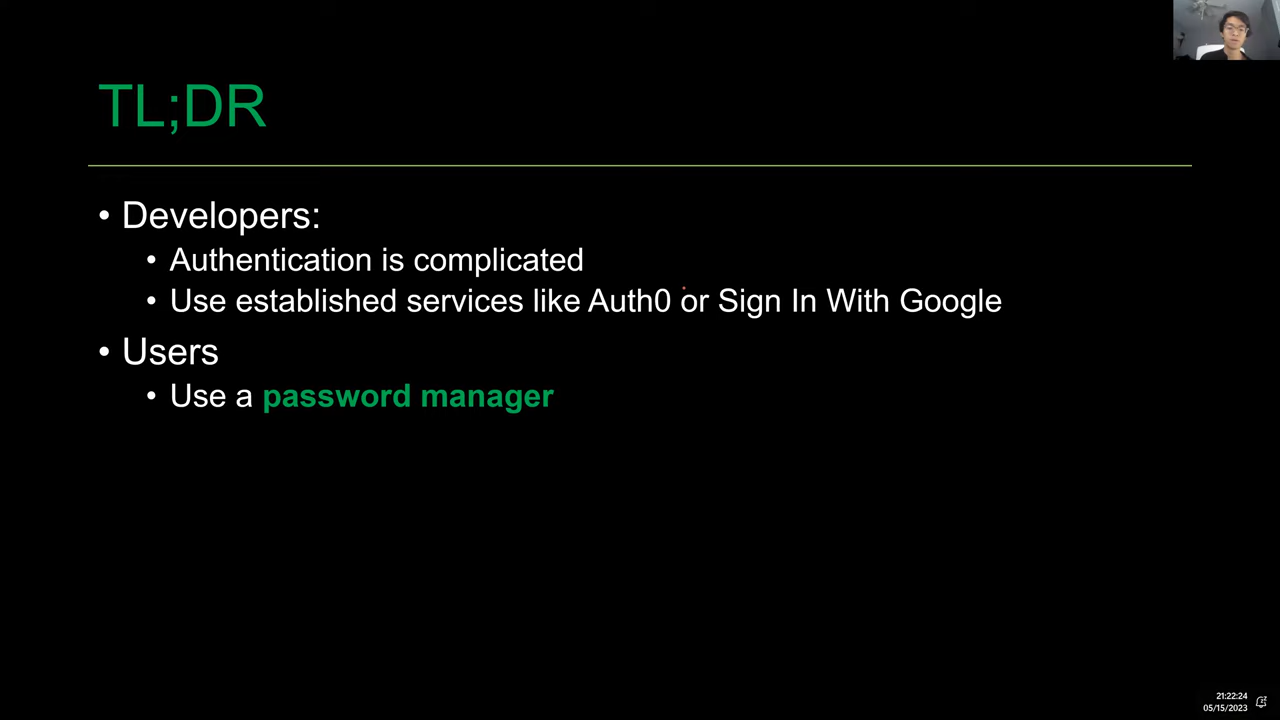 TL;DR
• Developers:
• Authentication is complicated
• Use established services like Auth0 or Sign In With Google
• Users
• Use a password manager
21:22:24
05/15/2023